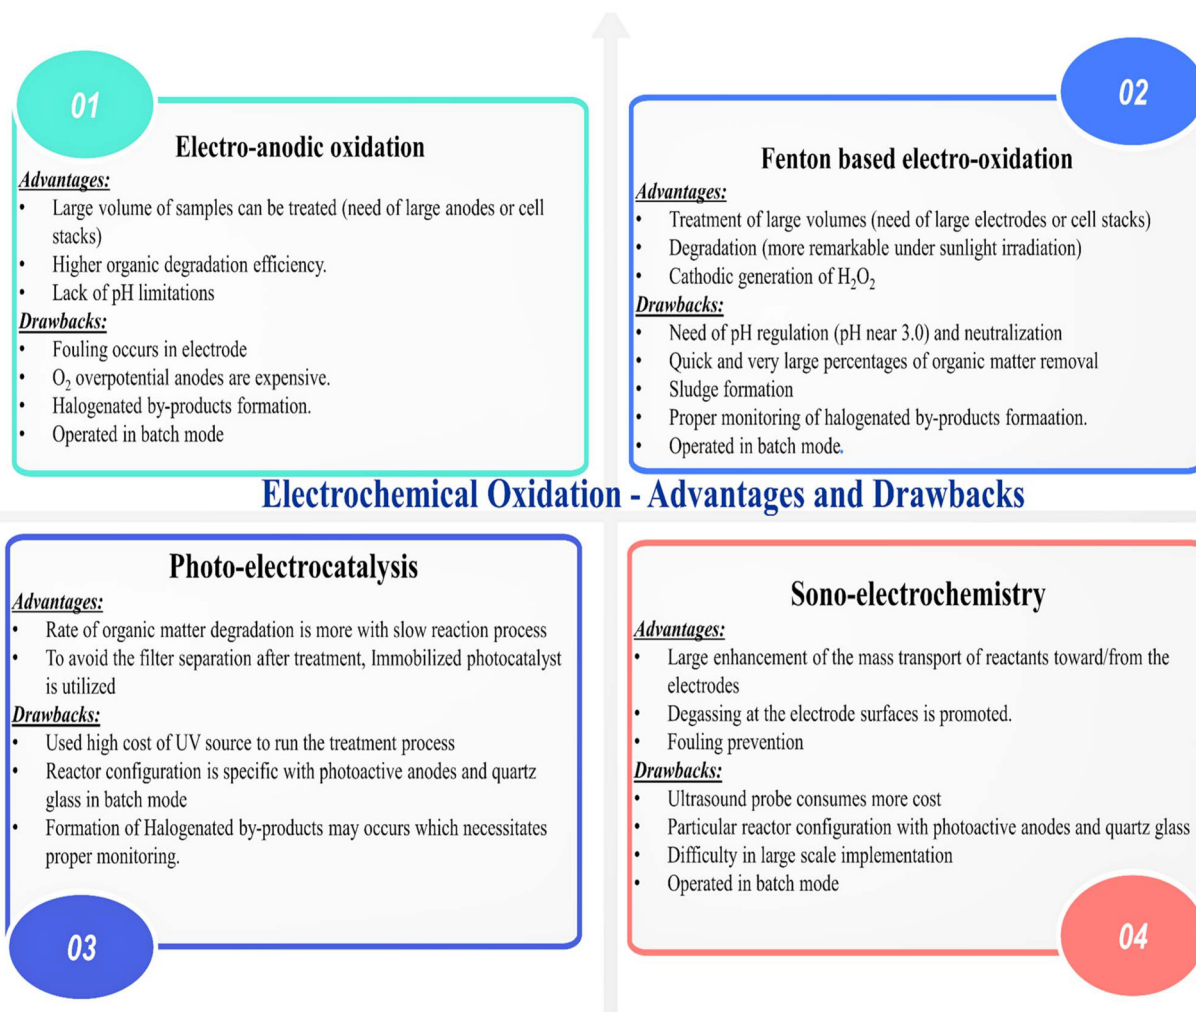 01
Electro-anodic oxidation
Advantages:
• Large volume of samples can be treated (need of large anodes or cell
stacks)
• Higher organic degradation efficiency.
• Lack of pH limitations
Drawbacks:
• Fouling occurs in electrode
• O₂ overpotential anodes are expensive.
• Halogenated by-products formation.
• Operated in batch mode
02
Fenton based electro-oxidation
Advantages:
• Treatment of large volumes (need of large electrodes or cell stacks)
• Degradation (more remarkable under sunlight irradiation)
• Cathodic generation of H₂O₂
Drawbacks:
• Need of pH regulation (pH near 3.0) and neutralization
• Quick and very large percentages of organic matter removal
• Sludge formation
• Proper monitoring of halogenated by-products formaation.
• Operated in batch mode.
Electrochemical Oxidation - Advantages and Drawbacks
Photo-electrocatalysis
Advantages:
• Rate of organic matter degradation is more with slow reaction process
• To avoid the filter separation after treatment, Immobilized photocatalyst
is utilized
Drawbacks:
• Used high cost of UV source to run the treatment process
• Reactor configuration is specific with photoactive anodes and quartz
glass in batch mode
• Formation of Halogenated by-products may occurs which necessitates
proper monitoring.
03
Sono-electrochemistry
Advantages:
• Large enhancement of the mass transport of reactants toward/from the
electrodes
• Degassing at the electrode surfaces is promoted.
• Fouling prevention
Drawbacks:
• Ultrasound probe consumes more cost
• Particular reactor configuration with photoactive anodes and quartz glass
• Difficulty in large scale implementation
• Operated in batch mode
04